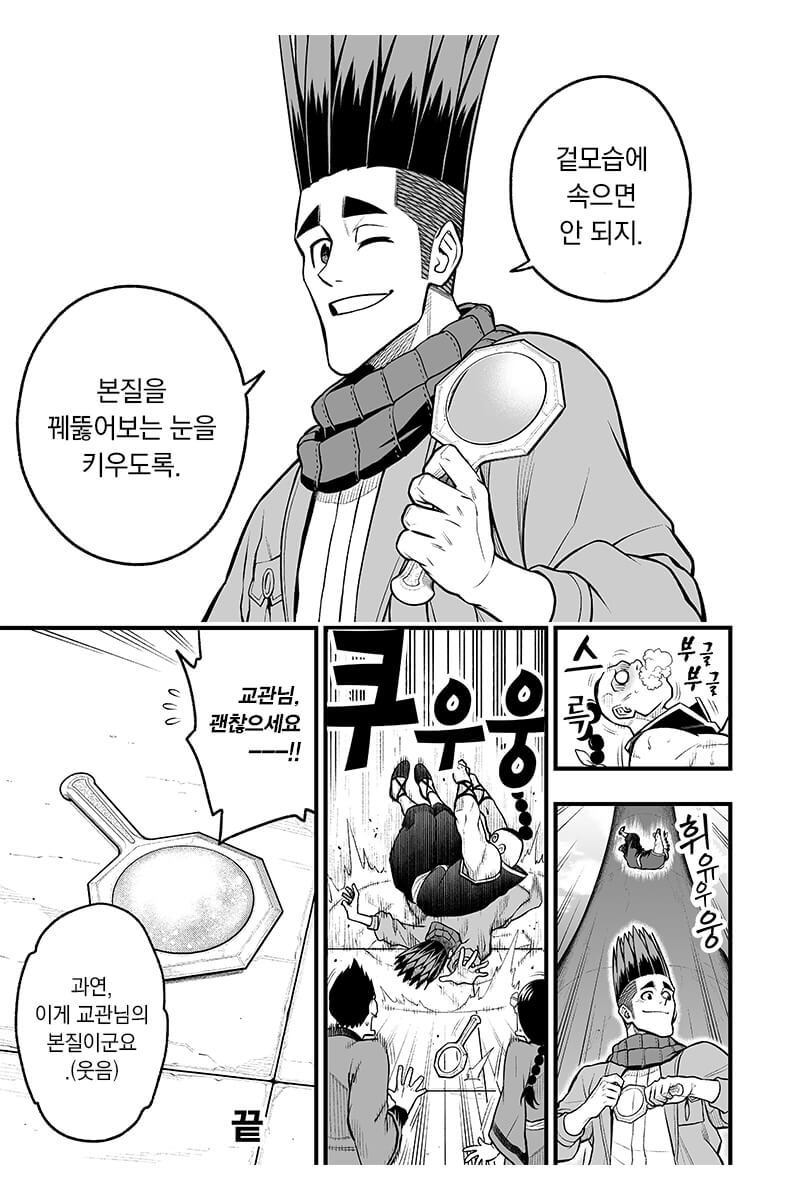 겉모습에
속으면
안 되지.
본질을
꿰뚫어보는 눈을
키우도록.
스
륵
부글
부글
휘유우웅
쿠우웅
교관님,
괜찮으세요
———!!
과연,
이게 교관님의
본질이군요
.(웃음)
끝